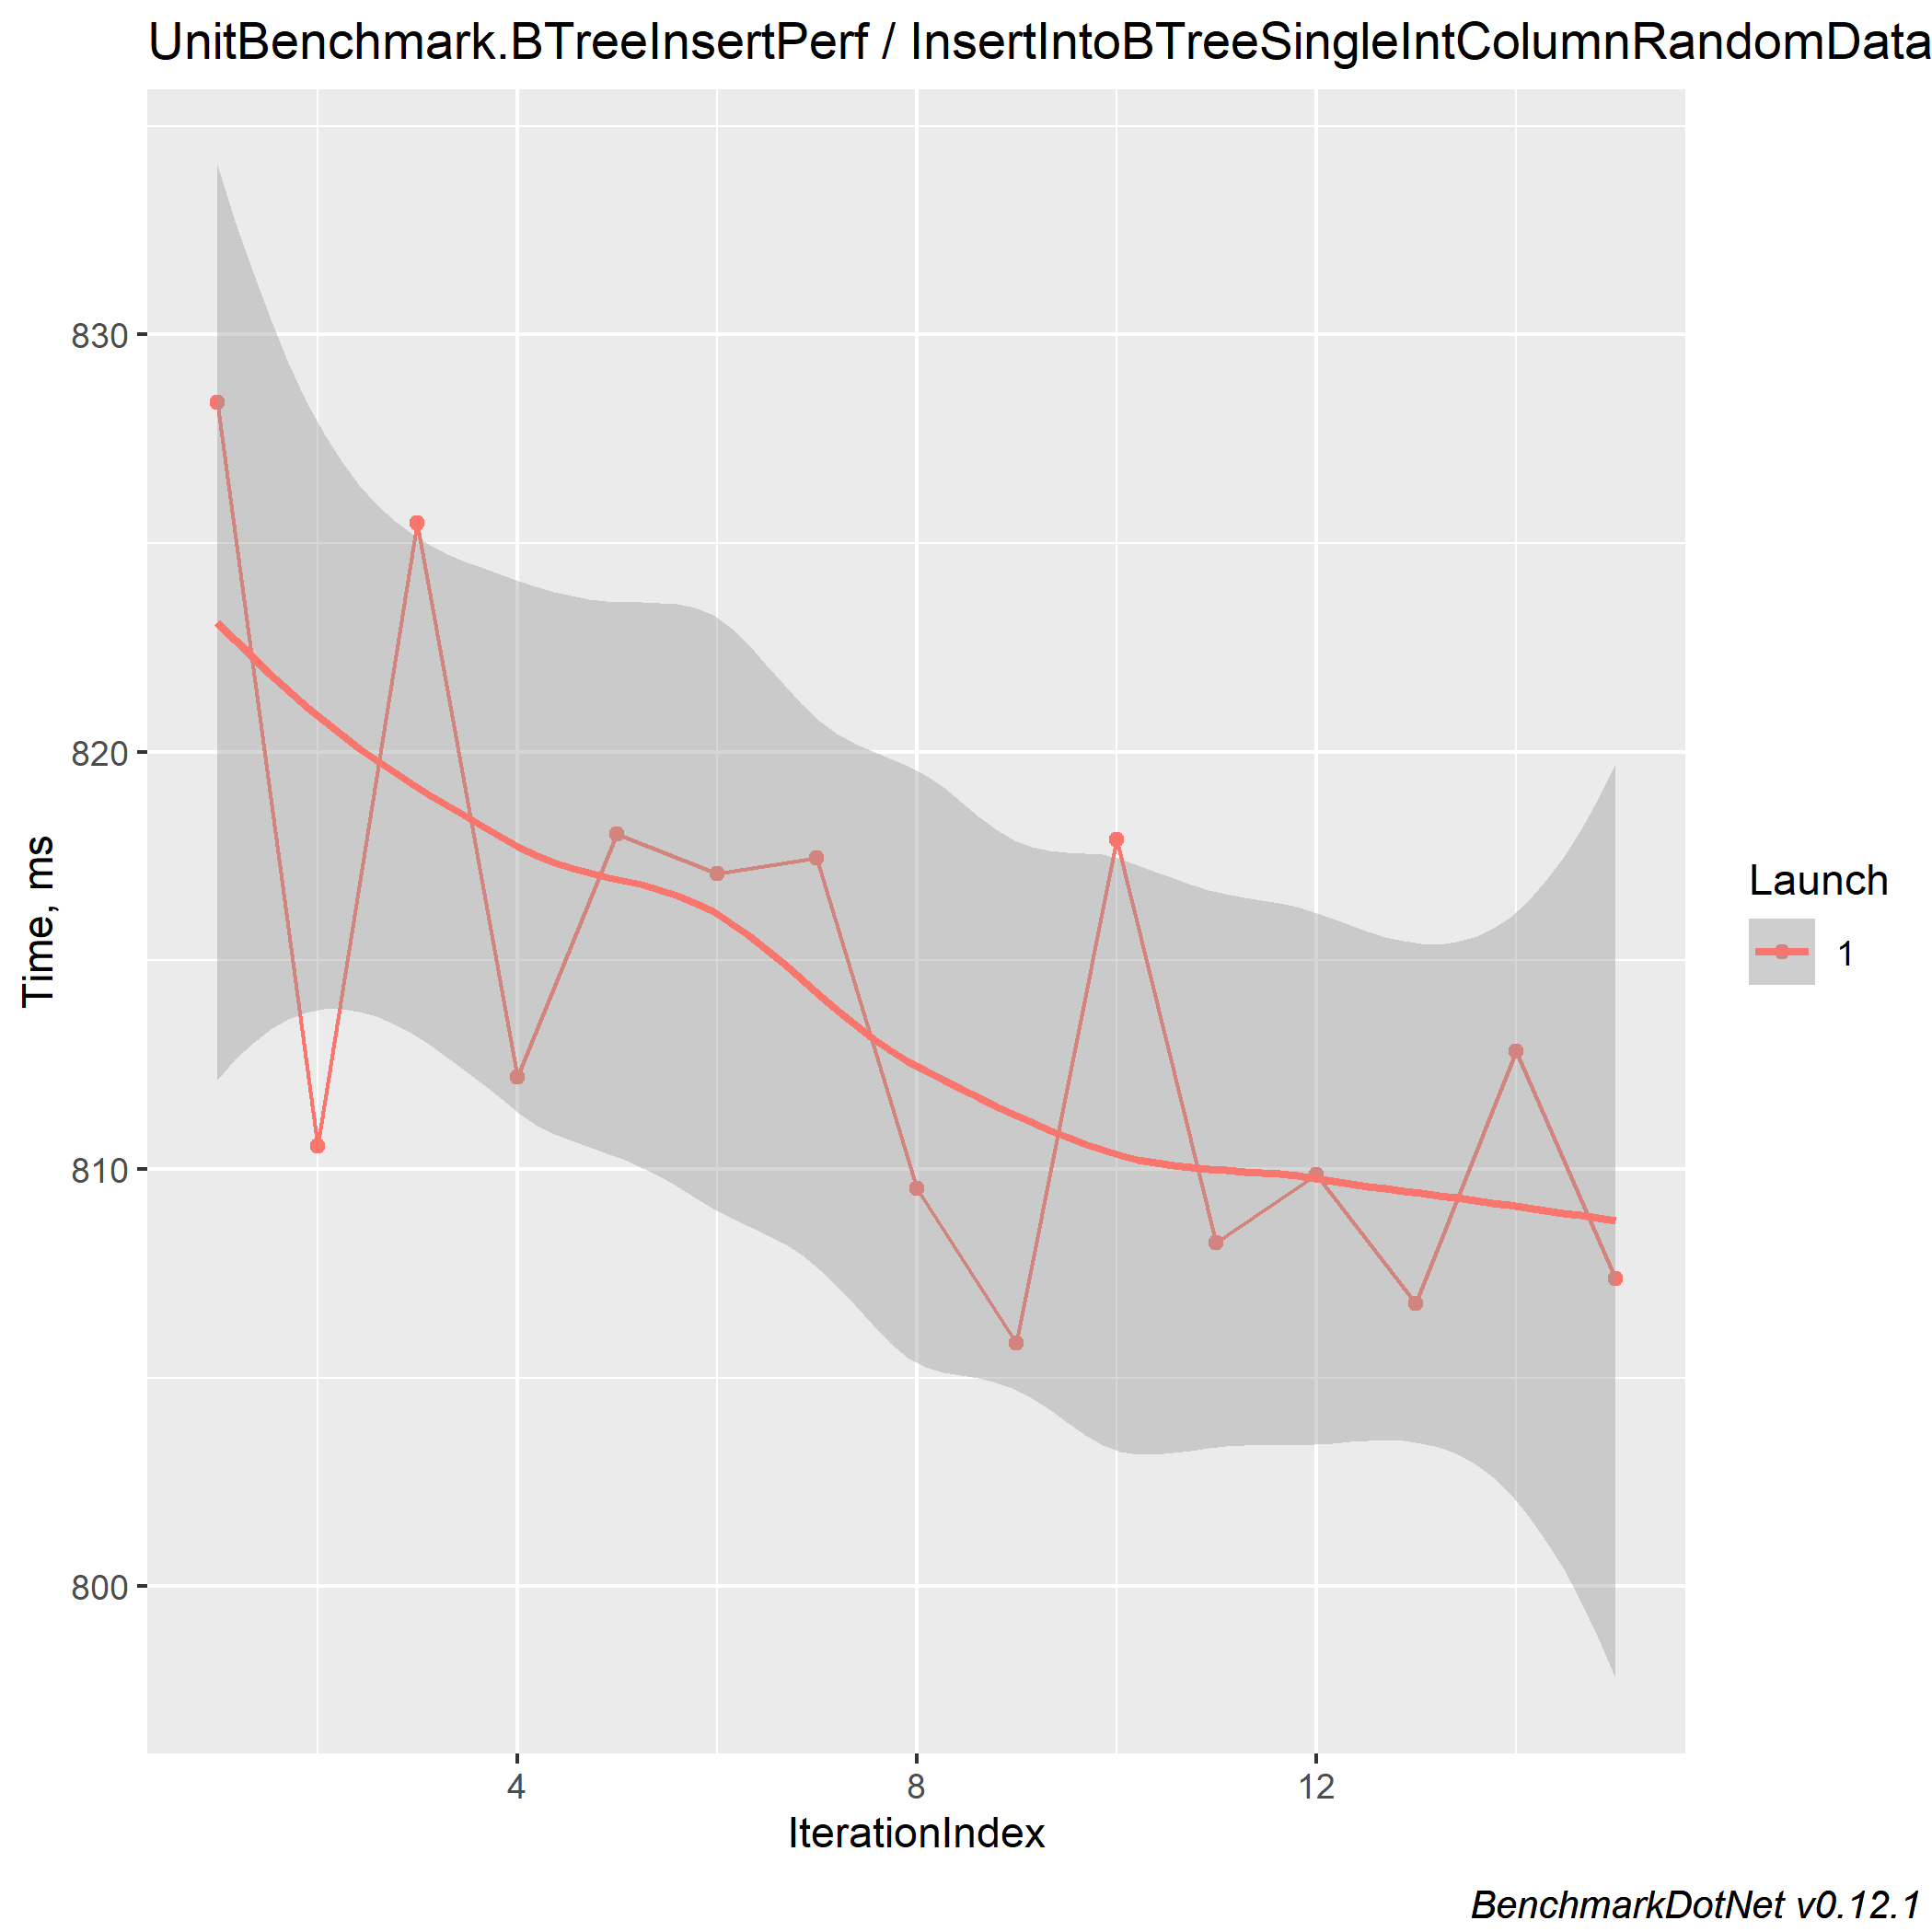 UnitBenchmark.BTreeInsertPerf / InsertIntoBTreeSingleIntColumnRandomData
830
820
810
800
Time, ms
4
8
12
IterationIndex
Launch
1
BenchmarkDotNet v0.12.1